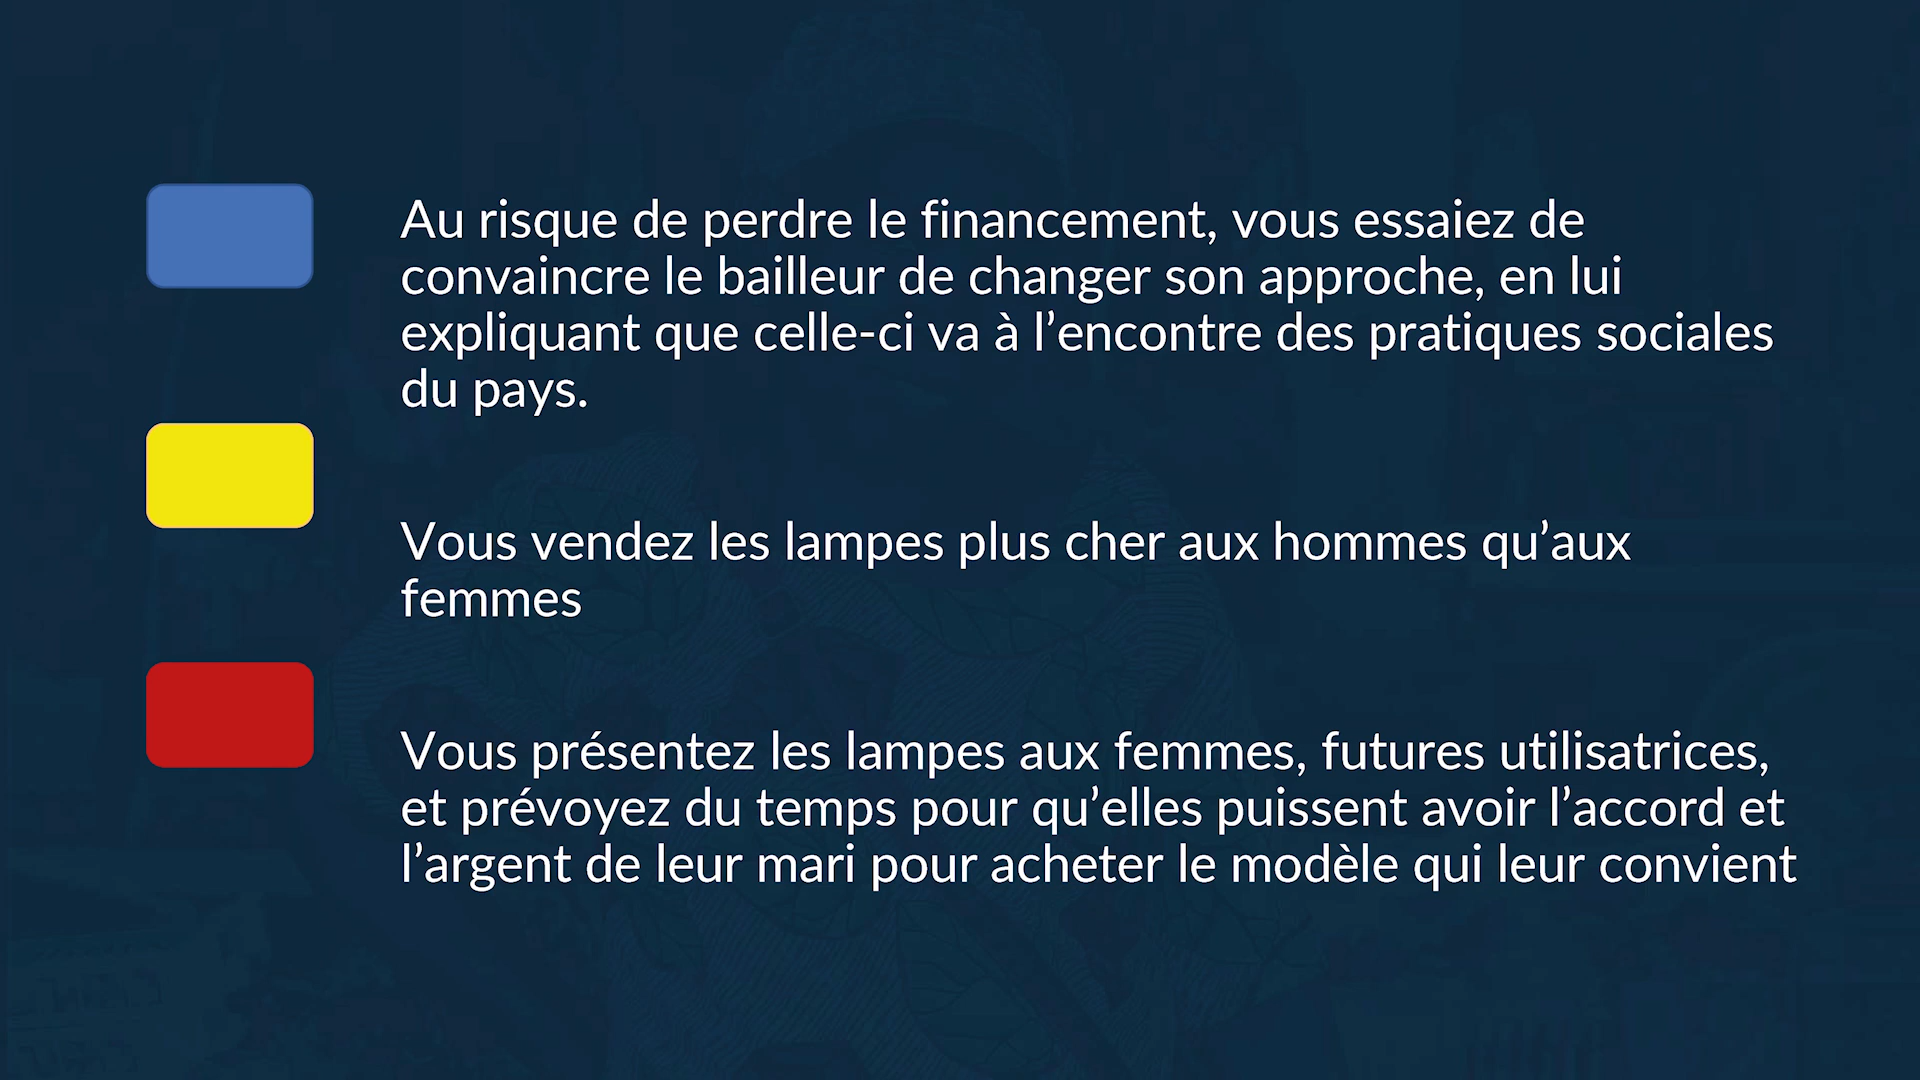 Au risque de perdre le financement, vous essaiez de
convaincre le bailleur de changer son approche, en lui
expliquant que celle-ci va à l’encontre des pratiques sociales
du pays.
Vous vendez les lampes plus cher aux hommes qu’aux
femmes
Vous présentez les lampes aux femmes, futures utilisatrices,
et prévoyez du temps pour qu’elles puissent avoir l’accord et
l’argent de leur mari pour acheter le modèle qui leur convient